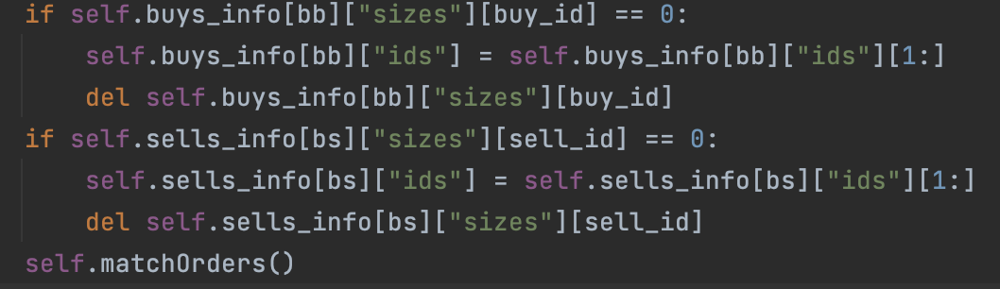 if self.buys_info[bb]["sizes"][buy_id] == 0:
    self.buys_info[bb]["ids"] = self.buys_info[bb]["ids"][1:]
    del self.buys_info[bb]["sizes"][buy_id]
if self.sells_info[bs]["sizes"][sell_id] == 0:
    self.sells_info[bs]["ids"] = self.sells_info[bs]["ids"][1:]
    del self.sells_info[bs]["sizes"][sell_id]
self.matchOrders()